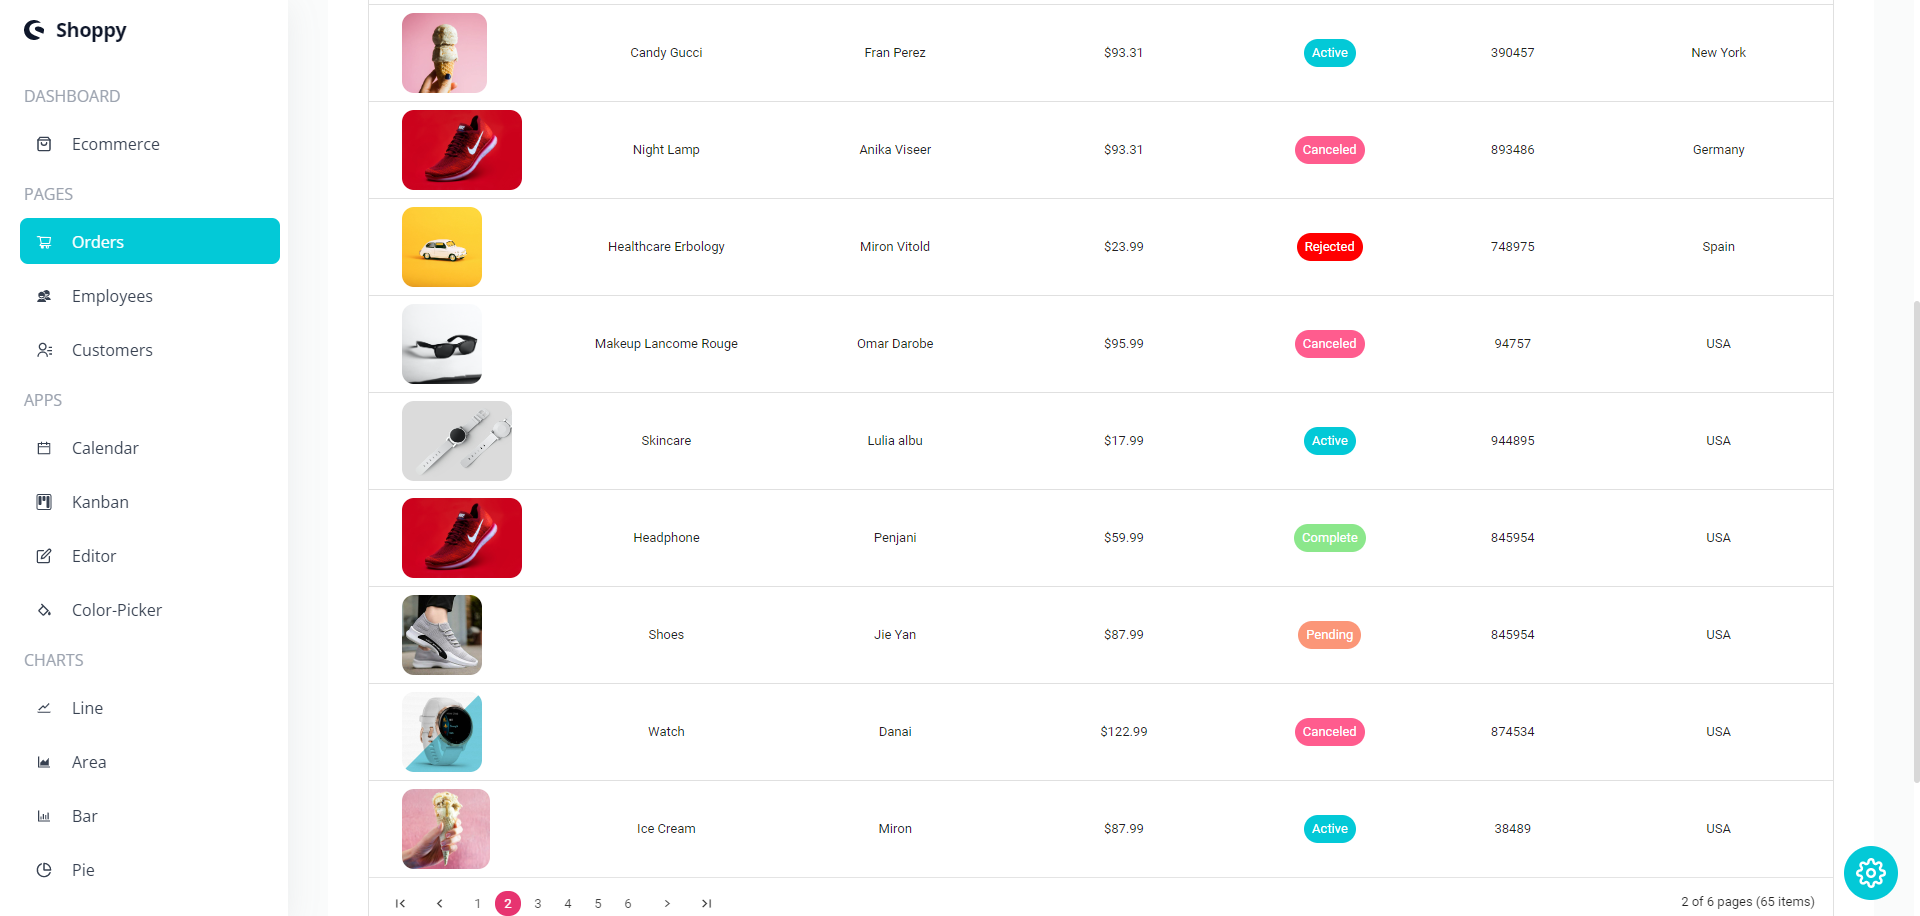 Shoppy
DASHBOARD
Ecommerce
PAGES
Orders
Employees
Customers
APPS
Calendar
Kanban
Editor
Color-Picker
CHARTS
Line
Area
Bar
Pie
Candy Gucci Fran Perez $93.31 Active 390457 New York
Night Lamp Anika Viseer $93.31 Canceled 893486 Germany
Healthcare Erbology Miron Vitold $23.99 Rejected 748975 Spain
Makeup Lancome Rouge Omar Darobe $95.99 Canceled 94757 USA
Skincare Lulia albu $17.99 Active 944895 USA
Headphone Penjani $59.99 Complete 845954 USA
Shoes Jie Yan $87.99 Pending 845954 USA
Watch Danai $122.99 Canceled 874534 USA
Ice Cream Miron $87.99 Active 38489 USA
1 2 3 4 5 6 2 of 6 pages (65 items)